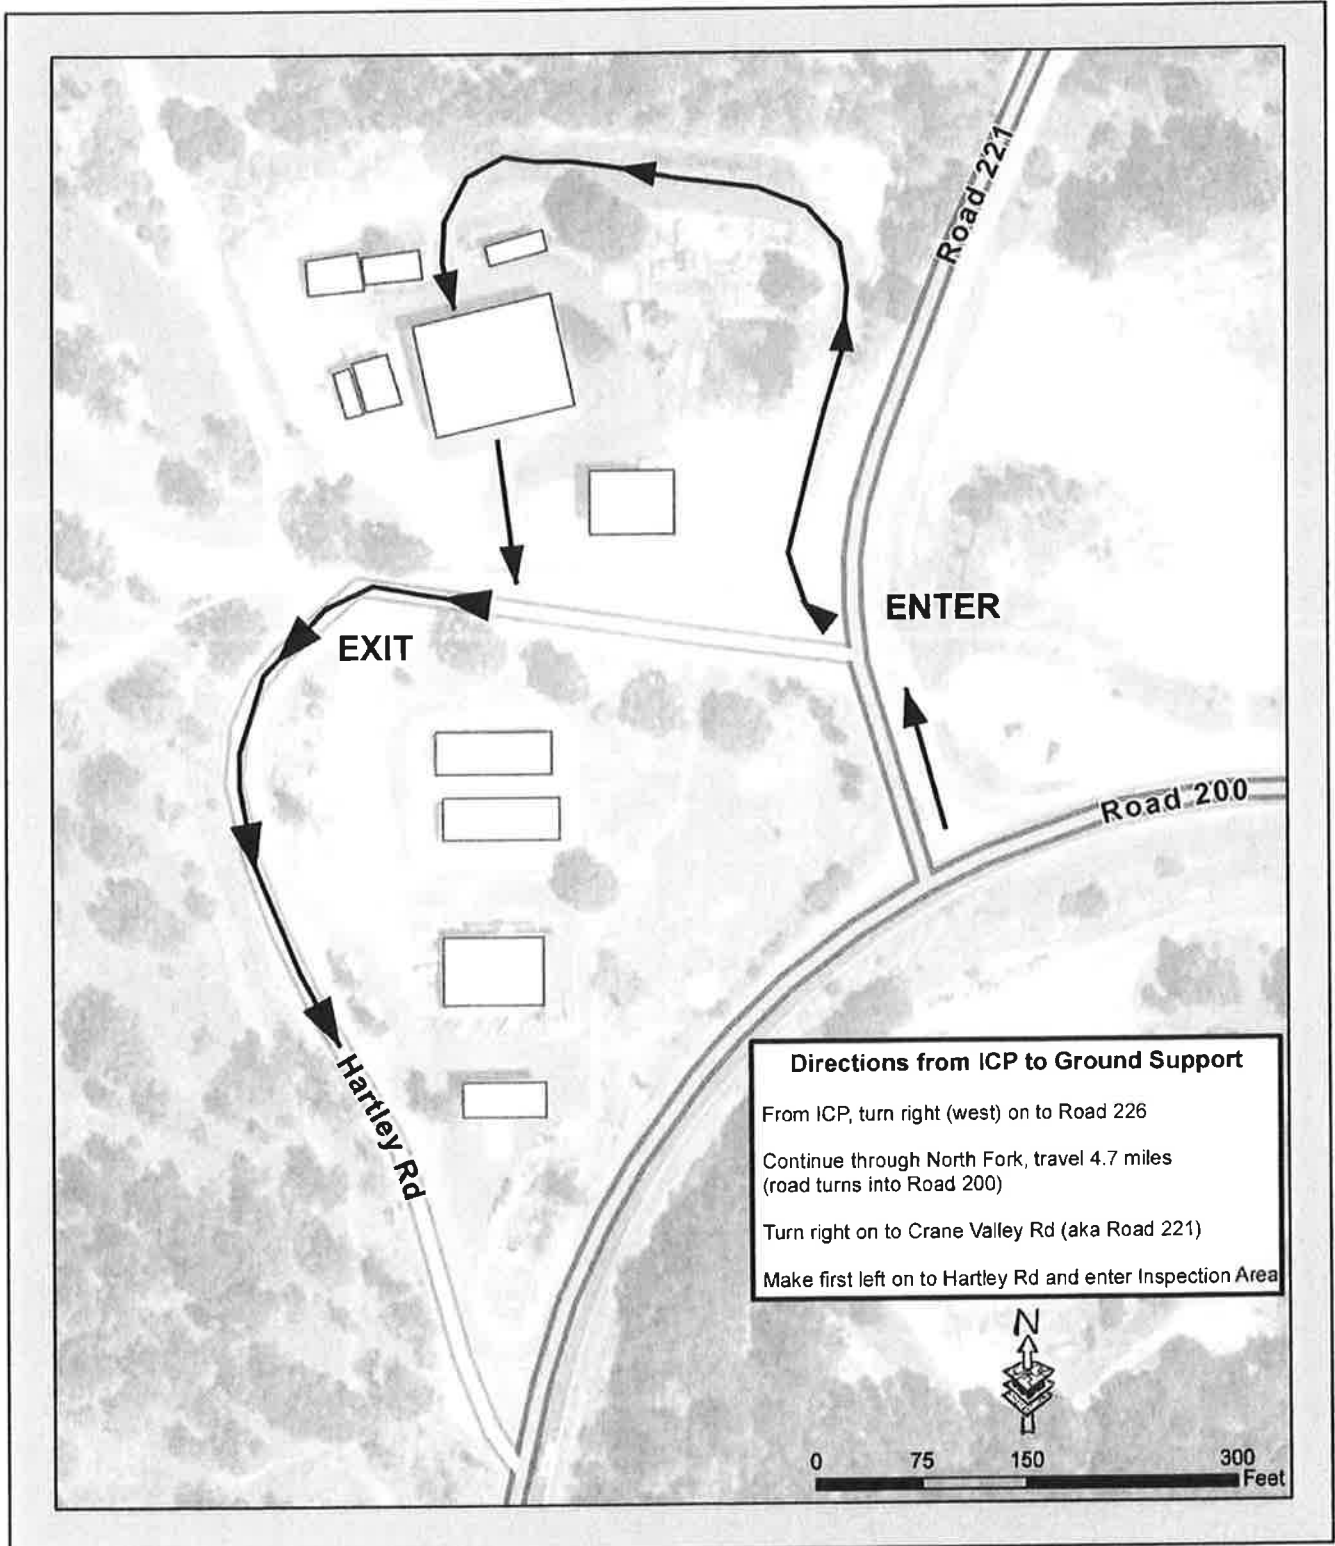 Road 221
ENTER
EXIT
Road 200
Hartley Rd
Directions from ICP to Ground Support
From ICP, turn right (west) on to Road 226
Continue through North Fork, travel 4.7 miles
(road turns into Road 200)
Turn right on to Crane Valley Rd (aka Road 221)
Make first left on to Hartley Rd and enter Inspection Area
N
0 75 150 300
Feet